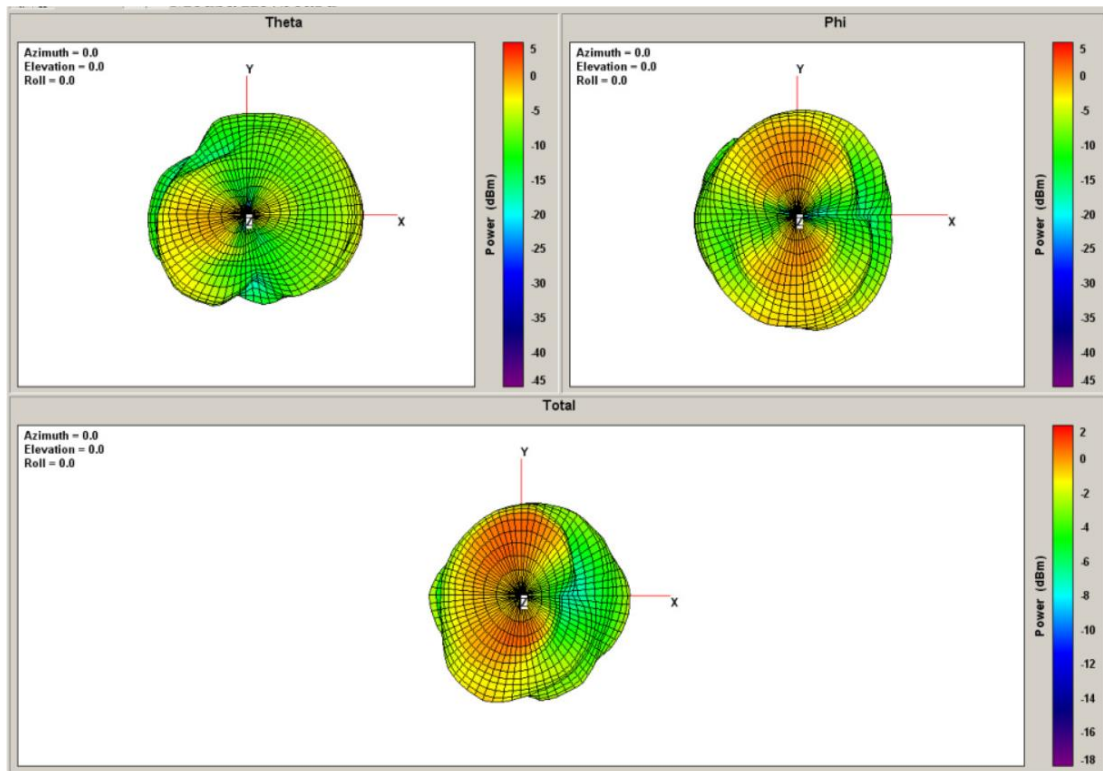 Theta
Azimuth = 0.0
Elevation = 0.0
Roll = 0.0
Y
X
Z
Power (dBm)
5
0
-5
-10
-15
-20
-25
-30
-35
-40
-45
Phi
Azimuth = 0.0
Elevation = 0.0
Roll = 0.0
Y
X
Z
Power (dBm)
5
0
-5
-10
-15
-20
-25
-30
-35
-40
-45
Total
Azimuth = 0.0
Elevation = 0.0
Roll = 0.0
Y
X
Z
Power (dBm)
2
0
-2
-4
-6
-8
-10
-12
-14
-16
-18